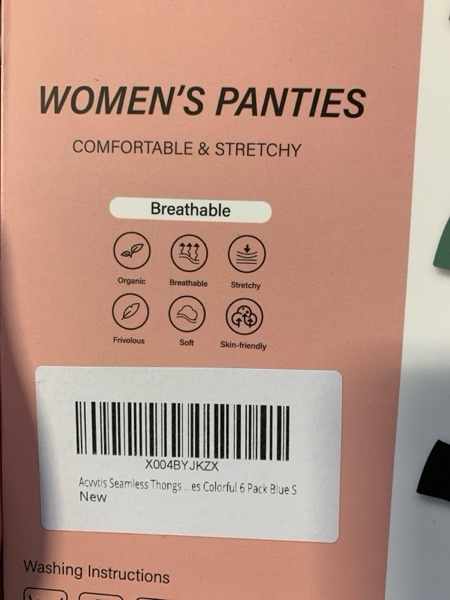 WOMEN'S PANTIES
COMFORTABLE & STRETCHY
Breathable
Organic Breathable Stretchy
Frivolous Soft Skin-friendly
X004BYJKZX
Acvvtis Seamless Thongs ...es Colorful 6 Pack Blue S
New
Washing Instructions